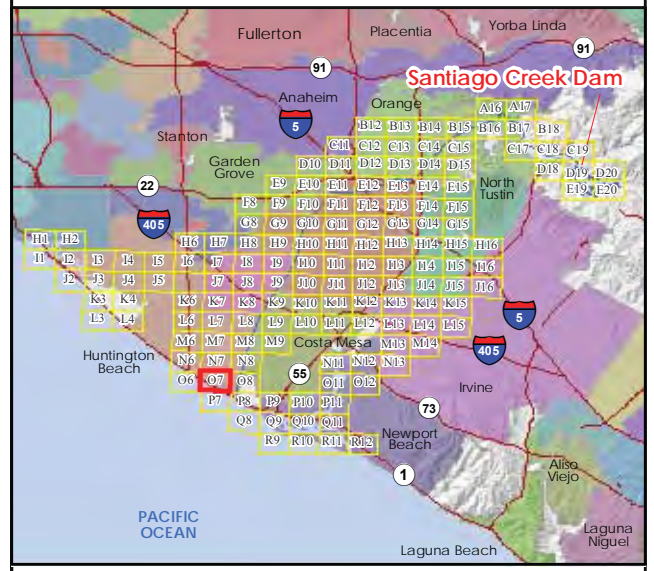 Fullerton
Placentia
Yorba Linda
91
91
Santiago Creek Dam
Anaheim
Orange
5
A16 A17
B12 B13 B14 B15 B16 B17 B18
Stanton
C11 C12 C13 C14 C15 C17 C18 C19
Garden
Grove
D10 D11 D12 D13 D14 D15 D18 D19 D20
22
E9 E10 E11 E12 E13 E14 E15 E19 E20
North
Tustin
F8 F9 F10 F11 F12 F13 F14 F15
405
G8 G9 G10 G11 G12 G13 G14 G15
H1 H2 H6 H7 H8 H9 H10 H11 H12 H13 H14 H15 H16
I1 I2 I3 I4 I5 I6 I7 I8 I9 I10 I11 I12 I13 I14 I15 I16
J2 J3 J4 J5 J7 J8 J9 J10 J11 J12 J13 J14 J15 J16
K3 K4 K6 K7 K8 K9 K10 K11 K12 K13 K14 K15
5
L3 L4 L6 L7 L8 L9 L10 L11 L12 L13 L14 L15
M6 M7 M8 M9 Costa Mesa M13 M14
405
Huntington
Beach
N6 N7 N8 N11 N12 N13
55
O6 O7 O8 O11 O12
Irvine
P7 P8 P9 P10 P11
73
Q8 Q9 Q10 Q11
Newport
Beach
R9 R10 R11 R12
1
Aliso
Viejo
PACIFIC
OCEAN
Laguna
Niguel
Laguna Beach